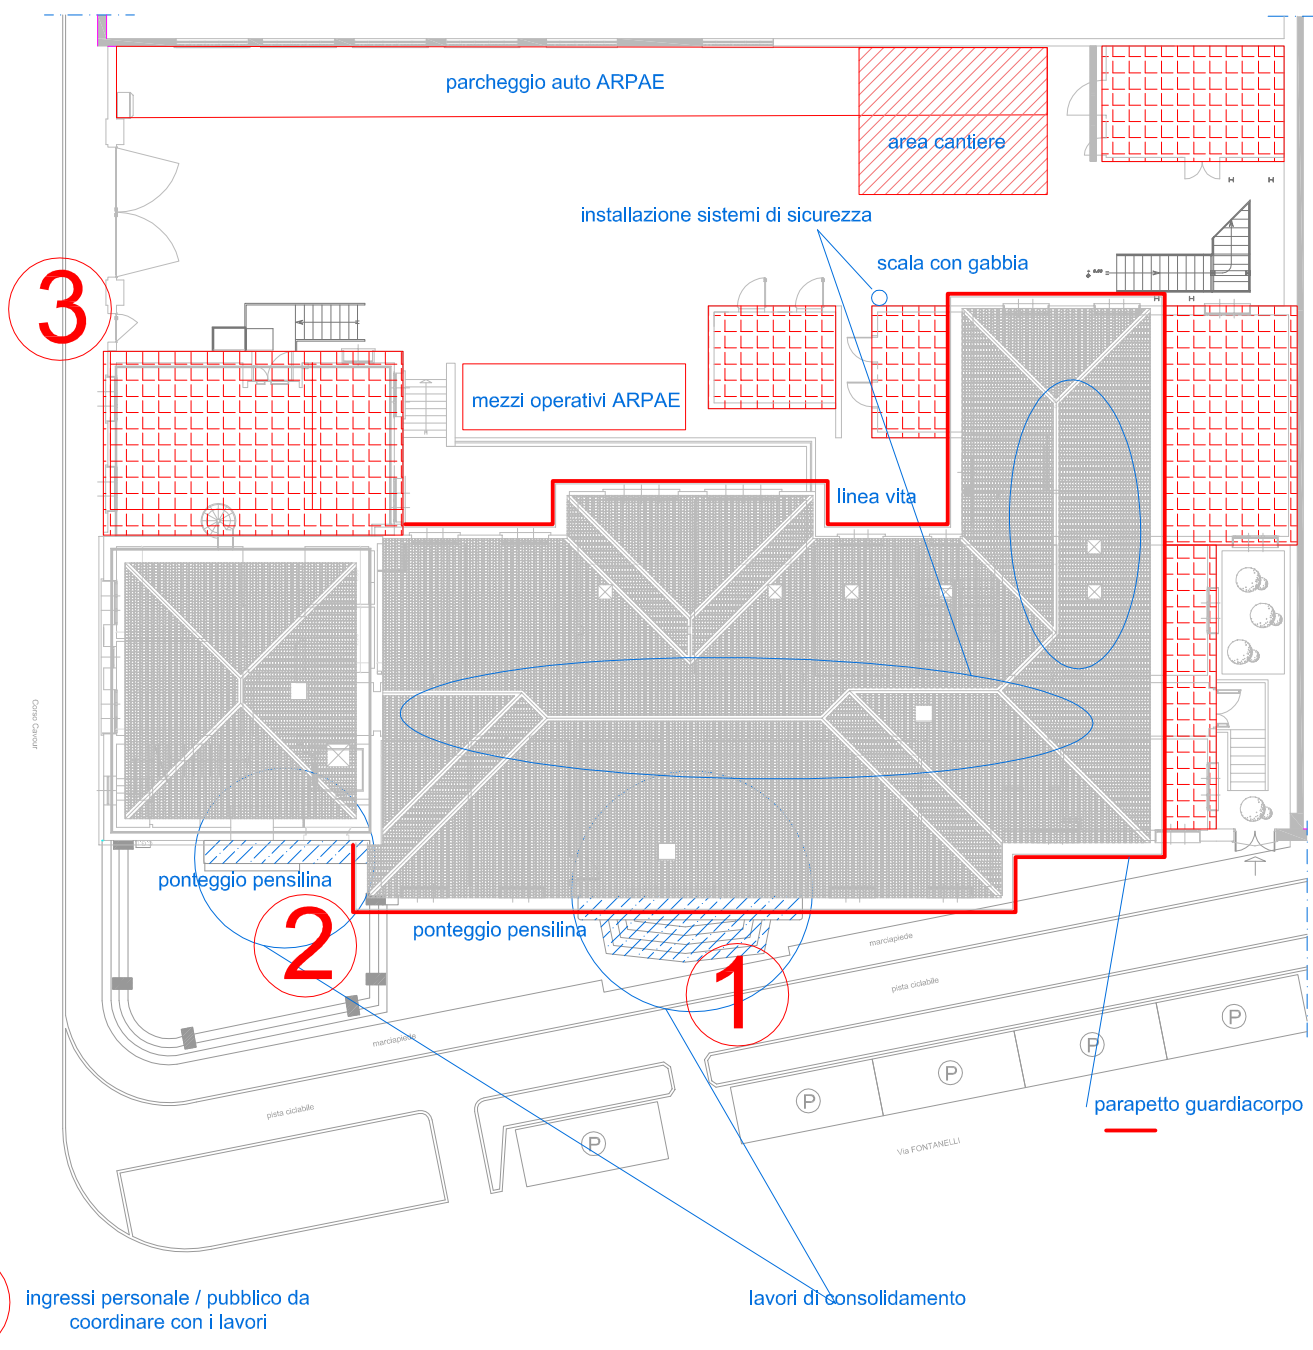 parcheggio auto ARPAE
area cantiere
installazione sistemi di sicurezza
scala con gabbia
3
mezzi operativi ARPAE
linea vita
Corso Cavour
ponteggio pensilina
2
ponteggio pensilina
1
marciapiede
pista ciclabile
marciapiede
pista ciclabile
P
P
P
P
P
parapetto guardiacorpo
Via FONTANELLI
ingressi personale / pubblico da
coordinare con i lavori
lavori di consolidamento